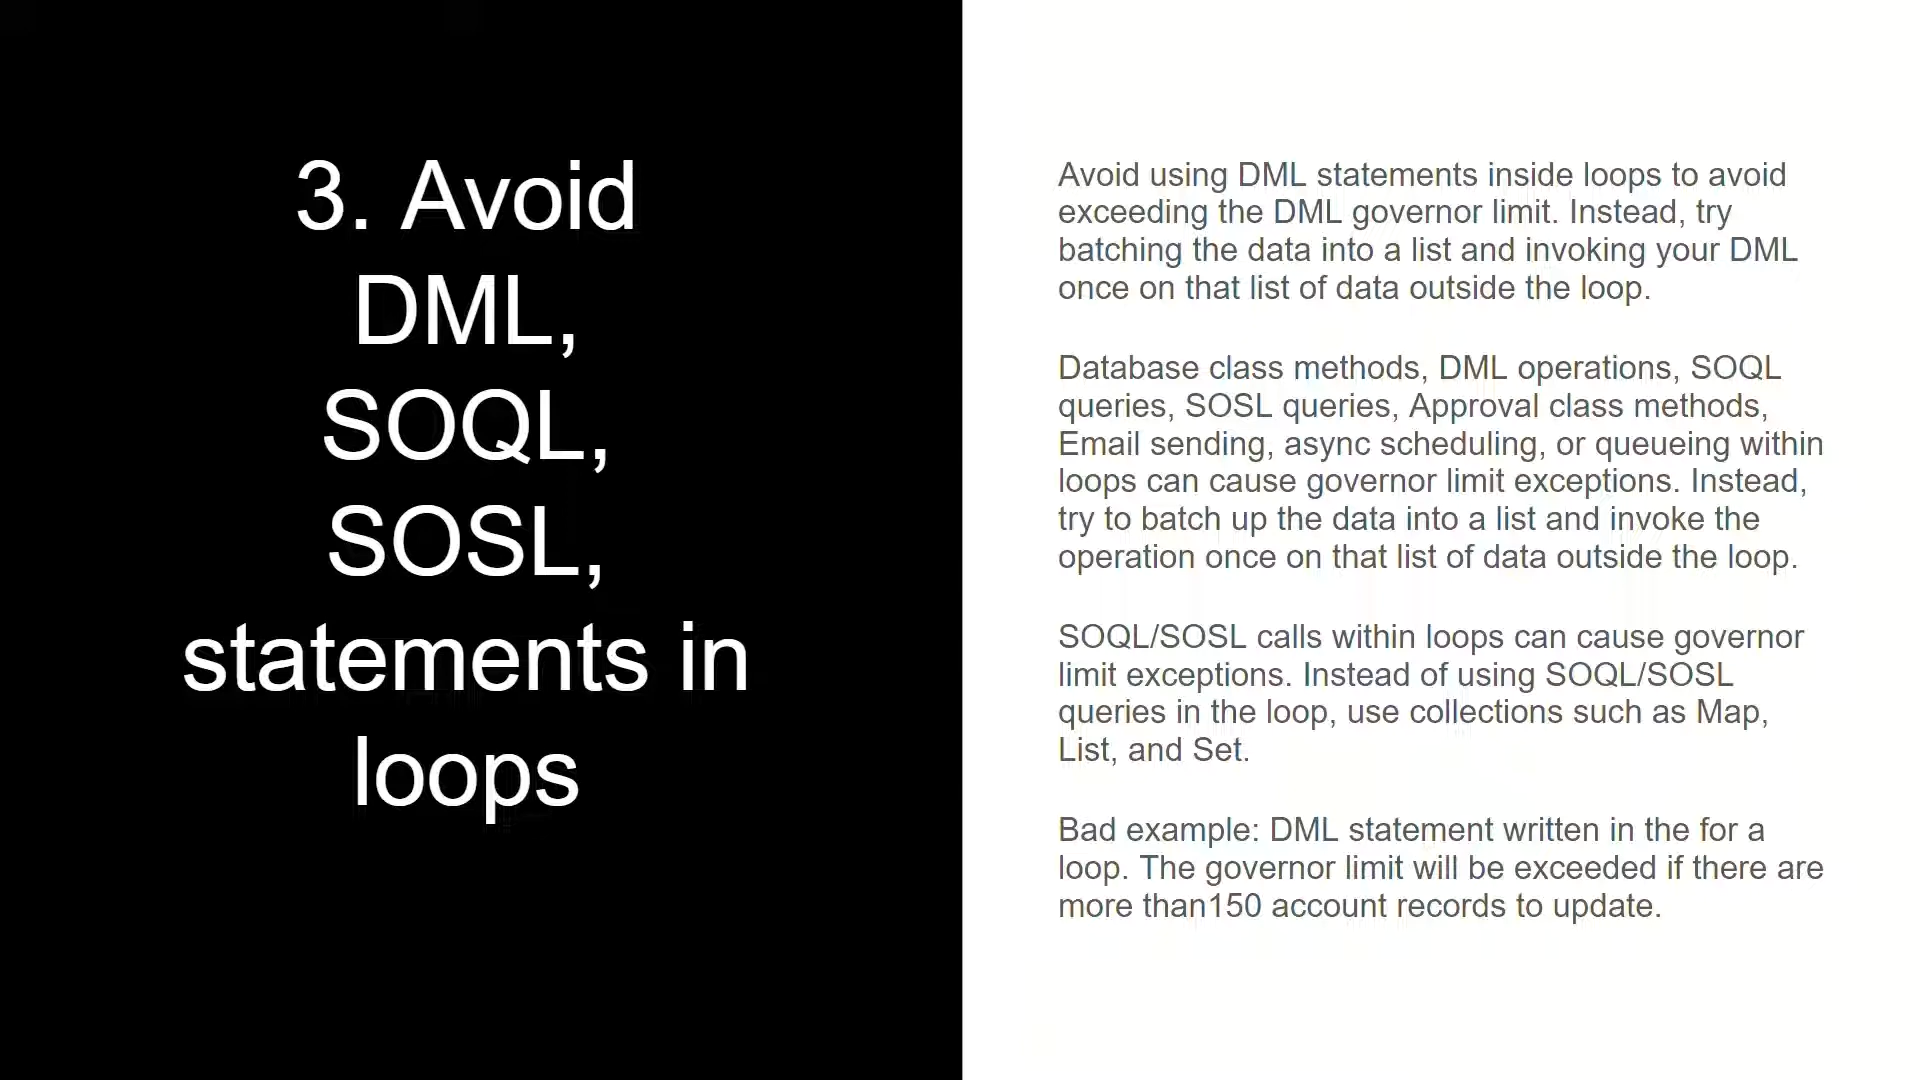 3. Avoid
DML,
SOQL,
SOSL,
statements in
loops
Avoid using DML statements inside loops to avoid
exceeding the DML governor limit. Instead, try
batching the data into a list and invoking your DML
once on that list of data outside the loop.
Database class methods, DML operations, SOQL
queries, SOSL queries, Approval class methods,
Email sending, async scheduling, or queueing within
loops can cause governor limit exceptions. Instead,
try to batch up the data into a list and invoke the
operation once on that list of data outside the loop.
SOQL/SOSL calls within loops can cause governor
limit exceptions. Instead of using SOQL/SOSL
queries in the loop, use collections such as Map,
List, and Set.
Bad example: DML statement written in the for a
loop. The governor limit will be exceeded if there are
more than150 account records to update.